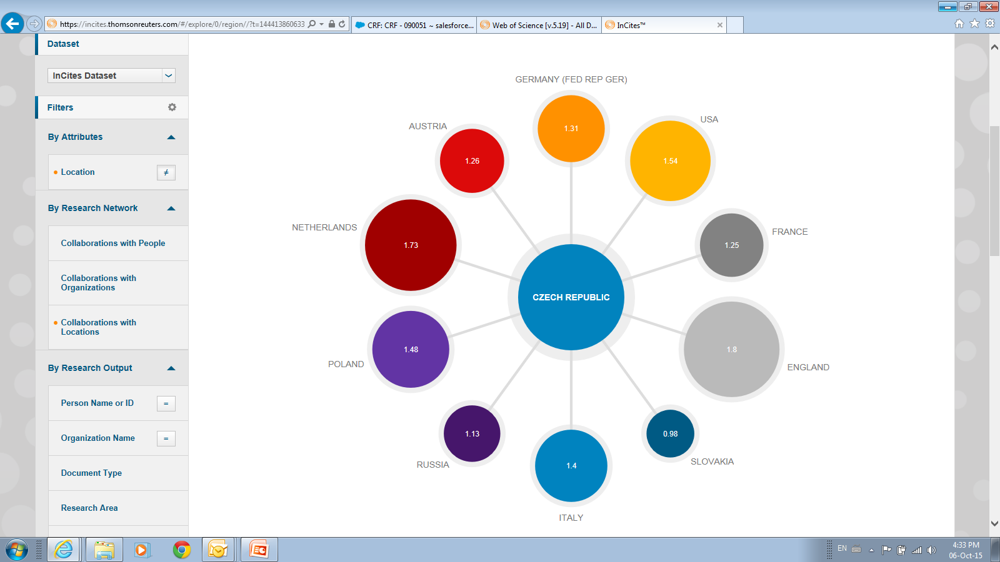 https://incites.thomsonreuters.com/#/explore/0/region//?t=144413860633
CRF: CRF - 090051 ~ salesforce...
Web of Science [v.5.19] - All D...
InCites™
Dataset
InCites Dataset
Filters
By Attributes
Location
≠
By Research Network
Collaborations with People
Collaborations with
Organizations
Collaborations with
Locations
By Research Output
Person Name or ID
=
Organization Name
=
Document Type
Research Area
GERMANY (FED REP GER)
1.31
USA
1.54
AUSTRIA
1.26
FRANCE
1.25
NETHERLANDS
1.73
CZECH REPUBLIC
ENGLAND
1.8
POLAND
1.48
SLOVAKIA
0.98
RUSSIA
1.13
1.4
ITALY
EN
4:33 PM
06-Oct-15